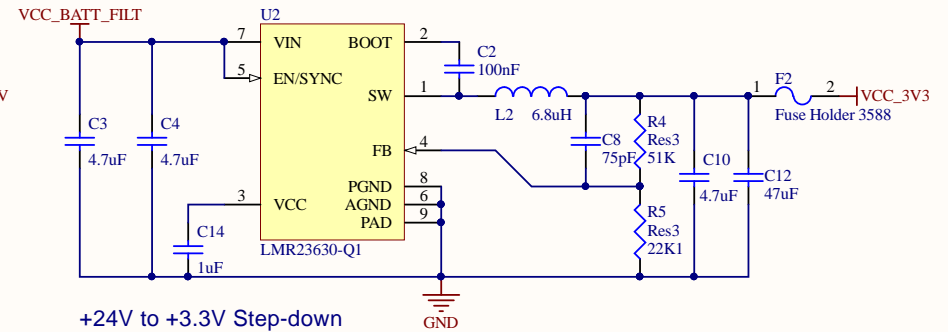 VCC_BATT_FILT
U2
7 VIN
BOOT 2
5 EN/SYNC
SW 1
FB 4
PGND 8
3 VCC
AGND 6
PAD 9
LMR23630-Q1
C2
100nF
L2 6.8uH
1 F2 2
VCC_3V3
Fuse Holder 3588
V
C3
4.7uF
C4
4.7uF
C14
1uF
C8
75pF
R4
Res3
51K
R5
Res3
22K1
C10
4.7uF
C12
47uF
+24V to +3.3V Step-down
GND